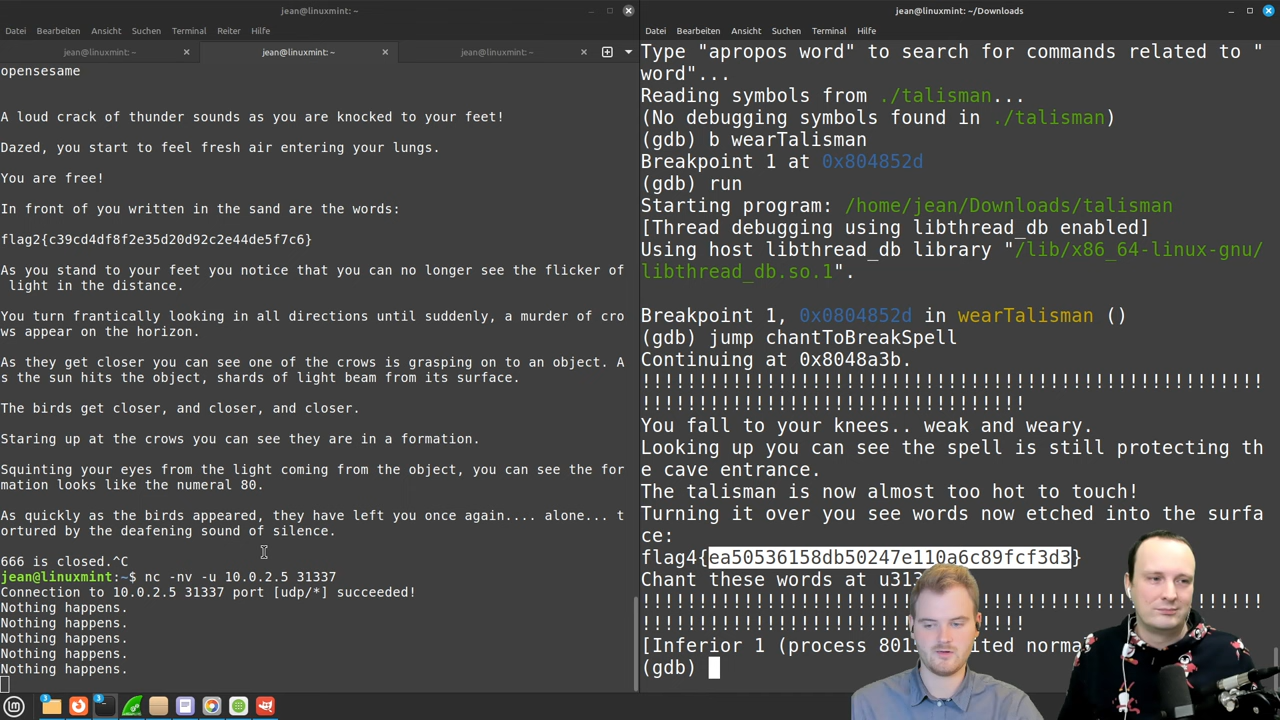 jean@linuxmint: ~
Datei Bearbeiten Ansicht Suchen Terminal Reiter Hilfe
jean@linuxmint: ~
jean@linuxmint: ~
jean@linuxmint: ~
opensesame
A loud crack of thunder sounds as you are knocked to your feet!
Dazed, you start to feel fresh air entering your lungs.
You are free!
In front of you written in the sand are the words:
flag2{c39cd4df8f2e35d20d92c2e44de5f7c6}
As you stand to your feet you notice that you can no longer see the flicker of
light in the distance.
You turn frantically looking in all directions until suddenly, a murder of cro
ws appear on the horizon.
As they get closer you can see one of the crows is grasping on to an object. A
s the sun hits the object, shards of light beam from its surface.
The birds get closer, and closer, and closer.
Staring up at the crows you can see they are in a formation.
Squinting your eyes from the light coming from the object, you can see the for
mation looks like the numeral 80.
As quickly as the birds appeared, they have left you once again.... alone... t
ortured by the deafening sound of silence.
666 is closed.^C
jean@linuxmint:~$ nc -nv -u 10.0.2.5 31337
Connection to 10.0.2.5 31337 port [udp/*] succeeded!
Nothing happens.
Nothing happens.
Nothing happens.
Nothing happens.
Nothing happens.
jean@linuxmint: ~/Downloads
Datei Bearbeiten Ansicht Suchen Terminal Hilfe
Type "apropos word" to search for commands related to "
word"...
Reading symbols from ./talisman...
(No debugging symbols found in ./talisman)
(gdb) b wearTalisman
Breakpoint 1 at 0x804852d
(gdb) run
Starting program: /home/jean/Downloads/talisman
[Thread debugging using libthread_db enabled]
Using host libthread_db library "/lib/x86_64-linux-gnu/
libthread_db.so.1".
Breakpoint 1, 0x0804852d in wearTalisman ()
(gdb) jump chantToBreakSpell
Continuing at 0x8048a3b.
!!!!!!!!!!!!!!!!!!!!!!!!!!!!!!!!!!!!!!!!!!!!!!!!!!!!!!!
!!!!!!!!!!!!!!!!!!!!!!!!!!!!!!!!!
You fall to your knees.. weak and weary.
Looking up you can see the spell is still protecting th
e cave entrance.
The talisman is now almost too hot to touch!
Turning it over you see words now etched into the surfa
ce:
flag4{ea50536158db50247e110a6c89fcf3d3}
Chant these words at u313
!!!!!!!!!!!!!!!!!!!!!!!!!!!!!!!!!!!!!!!!!!!!!!!!!!!!!!!
!!!!!!!!!!!!!!!!!!!!!!!!!!!!!!!!!
[Inferior 1 (process 801 ited norma
(gdb)